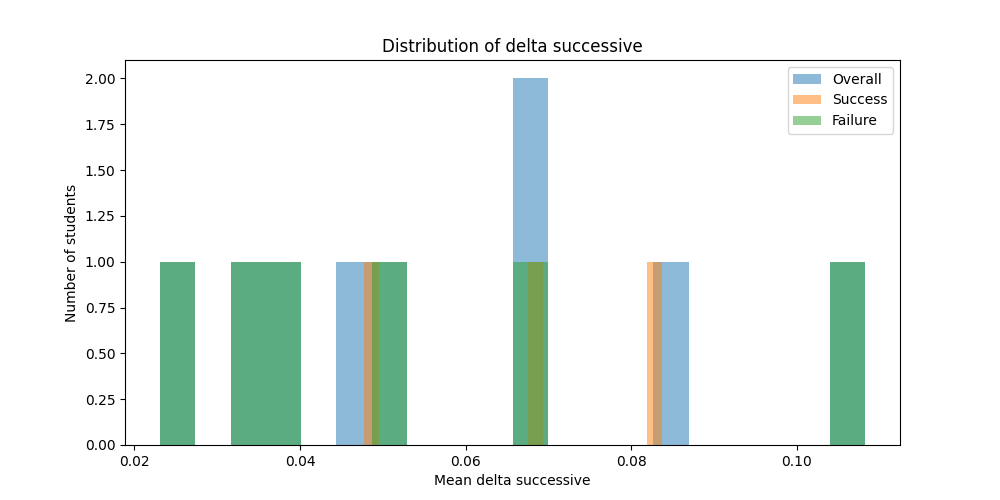 Distribution of delta successive
Overall
Success
Failure
2.00
1.75
1.50
1.25
1.00
0.75
0.50
0.25
0.00
Number of students
0.02
0.04
0.06
0.08
0.10
Mean delta successive